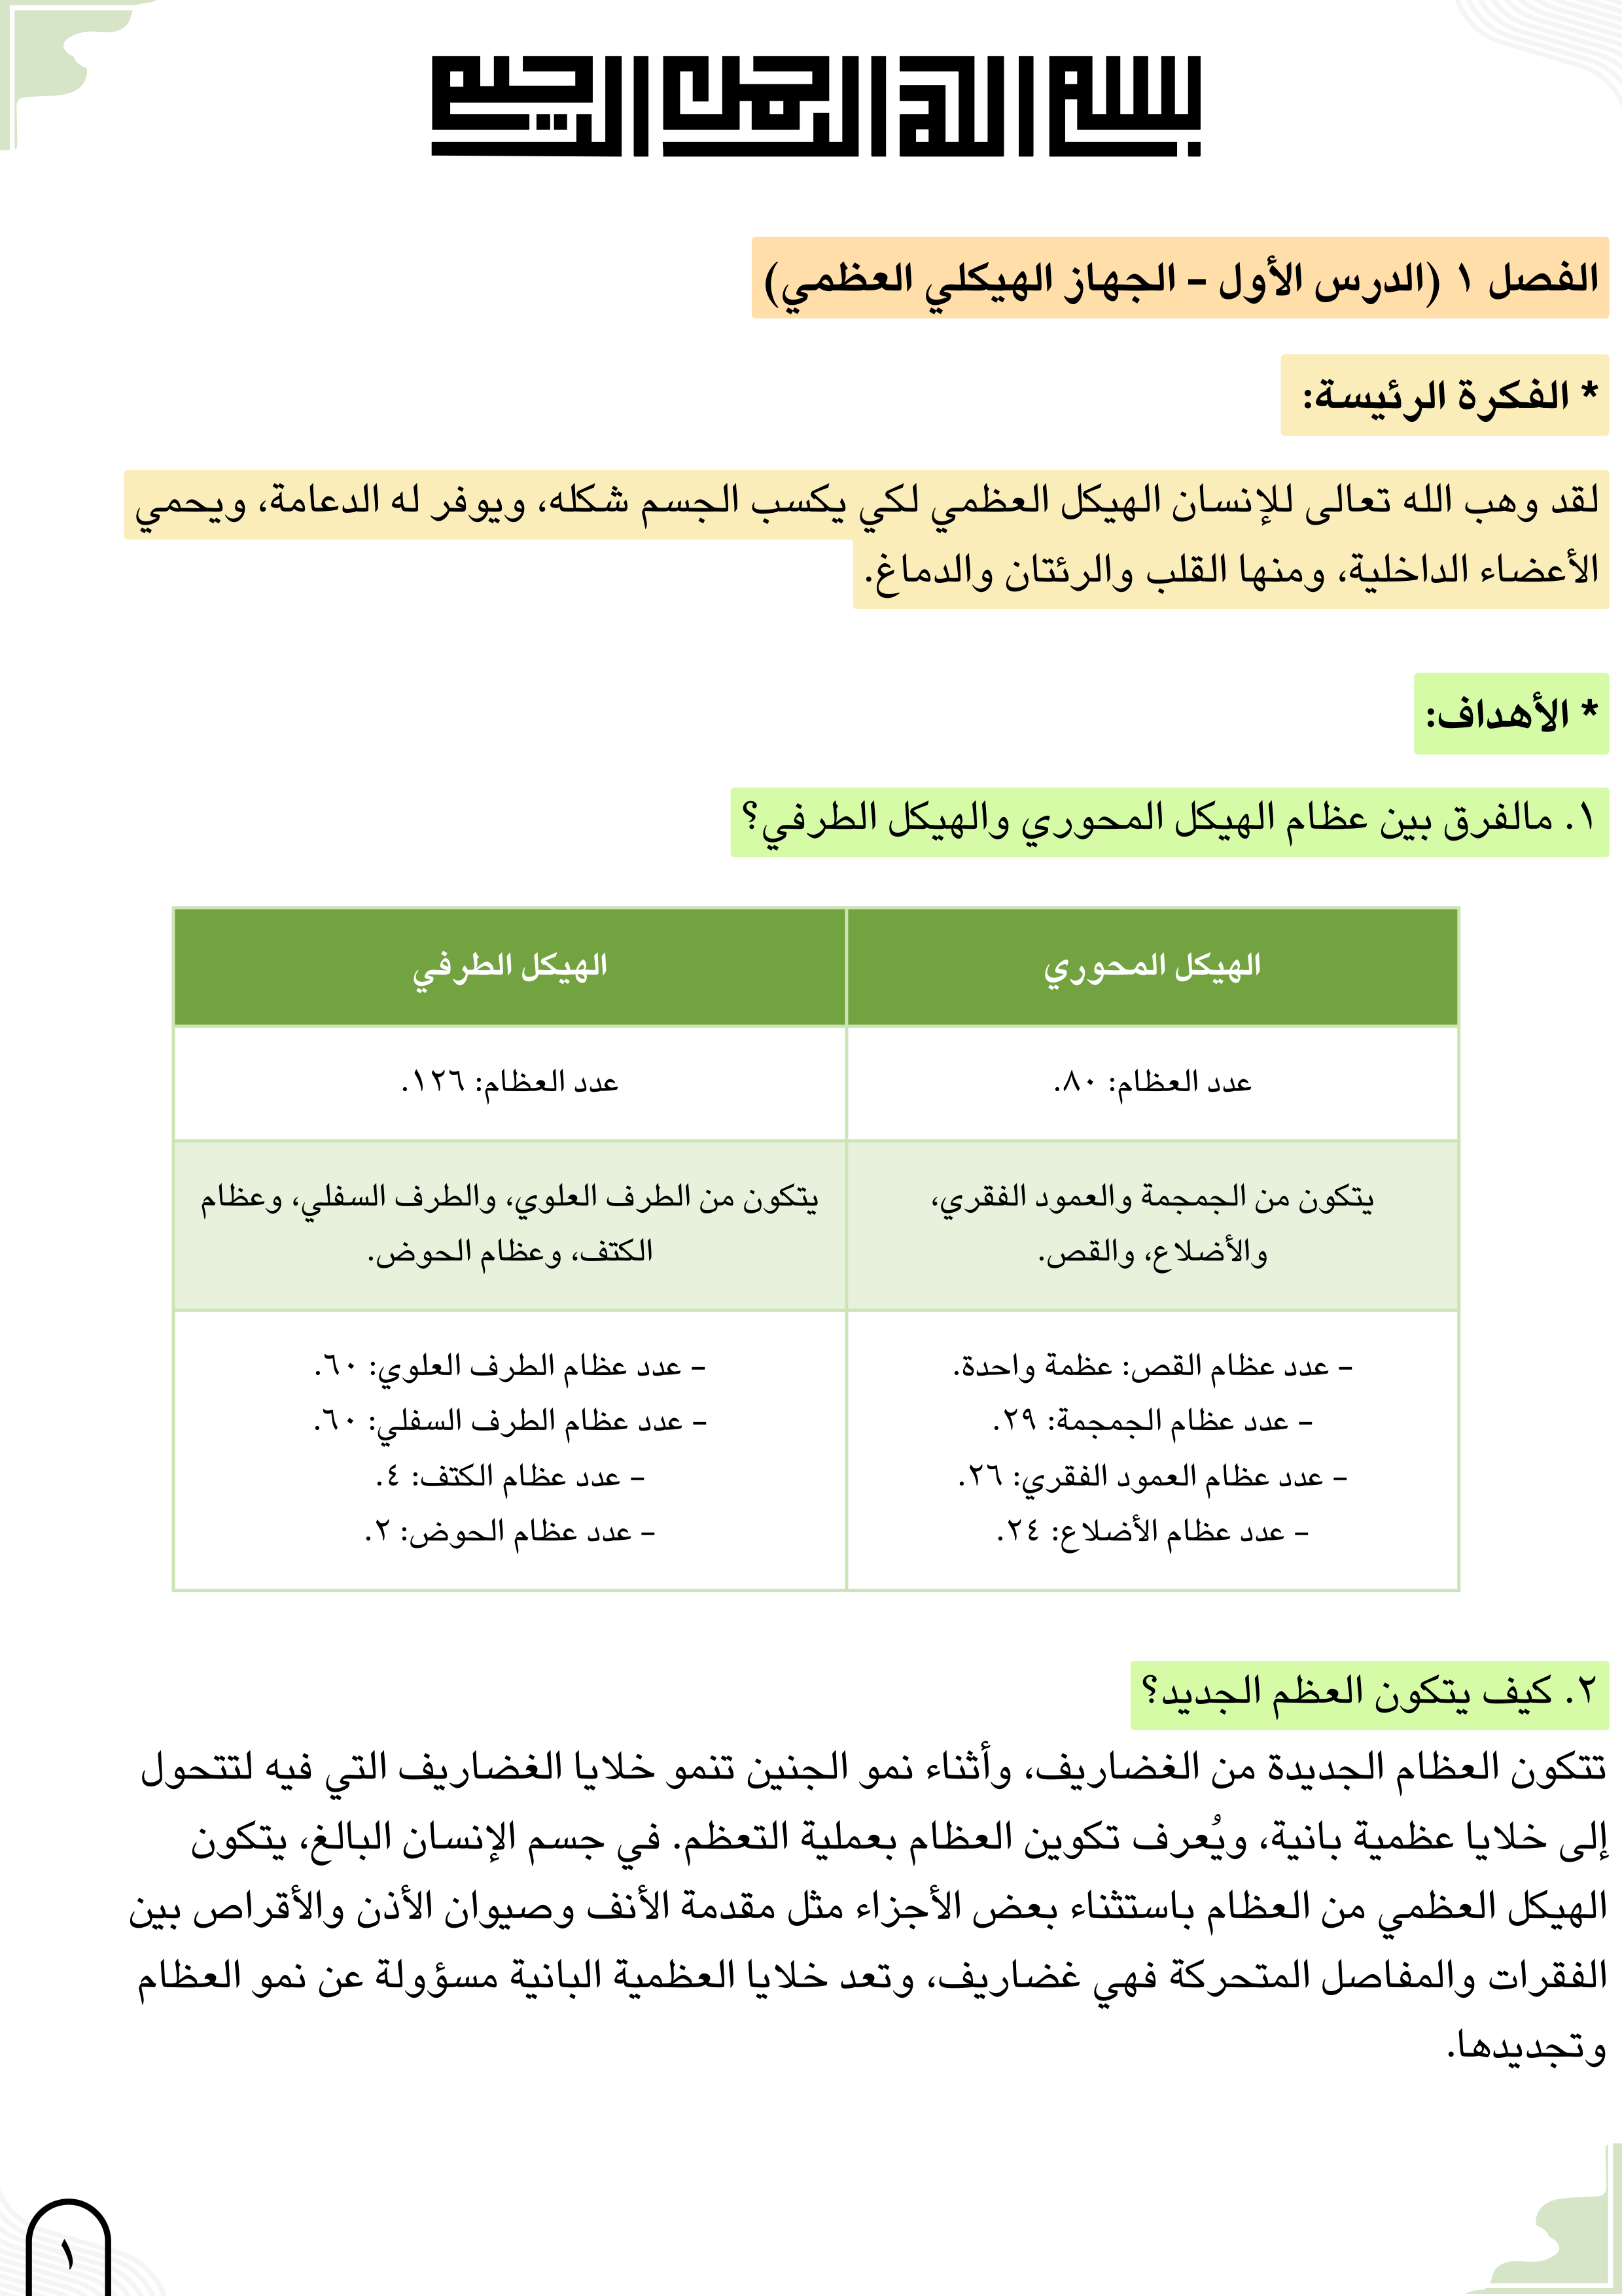 بسم الله الرحمن الرحيم
الفصل ١ (الدرس الأول - الجهاز الهيكلي العظمي)
* الفكرة الرئيسة:
لقد وهب الله تعالى للإنسان الهيكل العظمي لكي يكسب الجسم شكله، ويوفر له الدعامة، ويحمي
الأعضاء الداخلية، ومنها القلب والرئتان والدماغ.
* الأهداف:
١. مالفرق بين عظام الهيكل المحوري والهيكل الطرفي؟
الهيكل المحوري
الهيكل الطرفي
عدد العظام: ٨٠.
عدد العظام: ١٢٦.
يتكون من الجمجمة والعمود الفقري،
والأضلاع، والقص.
يتكون من الطرف العلوي، والطرف السفلي، وعظام
الكتف، وعظام الحوض.
- عدد عظام القص: عظمة واحدة.
- عدد عظام الجمجمة: ٢٩.
- عدد عظام العمود الفقري: ٢٦.
- عدد عظام الأضلاع: ٢٤.
- عدد عظام الطرف العلوي: ٦٠.
- عدد عظام الطرف السفلي: ٦٠.
- عدد عظام الكتف: ٤.
- عدد عظام الحوض: ٢.
٢. كيف يتكون العظم الجديد؟
تتكون العظام الجديدة من الغضاريف، وأثناء نمو الجنين تنمو خلايا الغضاريف التي فيه لتتحول
إلى خلايا عظمية بانية، ويُعرف تكوين العظام بعملية التعظم. في جسم الإنسان البالغ، يتكون
الهيكل العظمي من العظام باستثناء بعض الأجزاء مثل مقدمة الأنف وصيوان الأذن والأقراص بين
الفقرات والمفاصل المتحركة فهي غضاريف، وتعد خلايا العظمية البانية مسؤولة عن نمو العظام
وتجديدها.
١